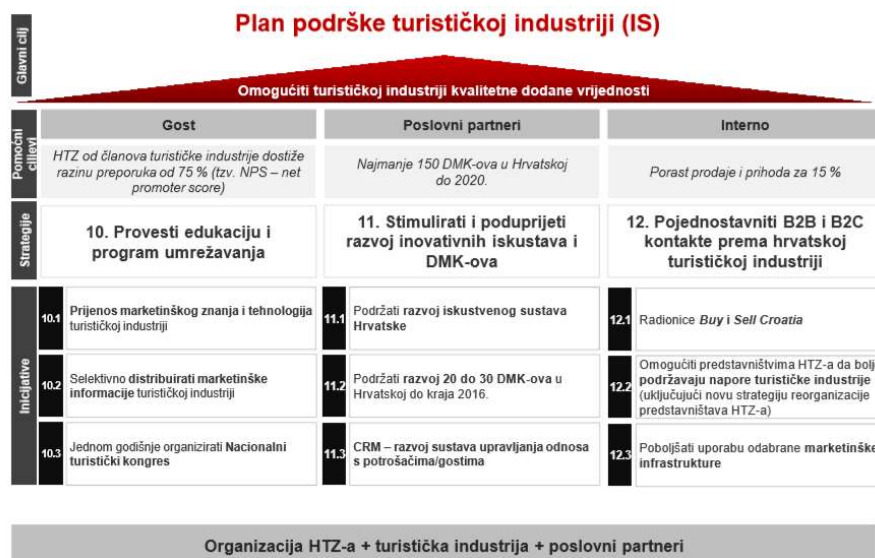 Plan podrške turističkoj industriji (IS)
Glavni cilj
Omogućiti turističkoj industriji kvalitetne dodane vrijednosti
Pomoćni
ciljevi
Gost
Poslovni partneri
Interno
HTZ od članova turističke industrije dostiže
razinu preporuka od 75 % (tzv. NPS – net
promoter score)
Najmanje 150 DMK-ova u Hrvatskoj
do 2020.
Porast prodaje i prihoda za 15 %
Strategije
10. Provesti edukaciju i
program umrežavanja
11. Stimulirati i poduprijeti
razvoj inovativnih iskustava i
DMK-ova
12. Pojednostavniti B2B i B2C
kontakte prema hrvatskoj
turističkoj industriji
Inicijative
10.1 Prijenos marketinškog znanja i tehnologija
turističkoj industriji
11.1 Podržati razvoj iskustvenog sustava
Hrvatske
12.1 Radionice Buy i Sell Croatia
10.2 Selektivno distribuirati marketinške
informacije turističkoj industriji
11.2 Podržati razvoj 20 do 30 DMK-ova u
Hrvatskoj do kraja 2016.
12.2 Omogućiti predstavništvima HTZ-a da bolj
podržavaju napore turističke industrije
(uključujući novu strategiju reorganizacije
predstavništava HTZ-a)
10.3 Jednom godišnje organizirati Nacionalni
turistički kongres
11.3 CRM – razvoj sustava upravljanja odnosa
s potrošačima/gostima
12.3 Poboljšati uporabu odabrane marketinške
infrastrukture
Organizacija HTZ-a + turistička industrija + poslovni partneri